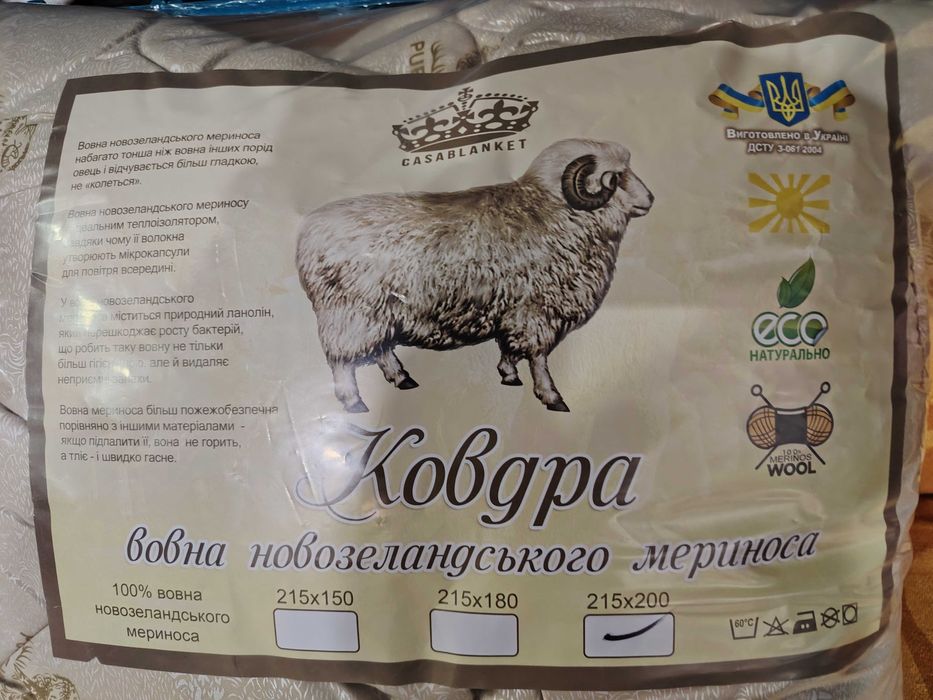 PUR
CASABLANKET
Вовна новозеландського мериноса
набагато тонша ніж вовна інших порід
овець і відчувається більш гладкою,
не «колеться».
Вовна новозеландського мериносу
завдяки чому її волокна
утворюють мікрокапсули
для повітря всередині.
У новозеландського
міститься природний ланолін,
перешкоджає росту бактерій,
що робить таку вовну не тільки
більш але й видаляє
неприємні запахи.
Вовна мериноса більш пожежобезпечна
порівняно з іншими матеріалами -
якщо підпалити її, вона не горить,
а тліє - і швидко гасне.
Виготовлено в Україні
ДСТУ 3-061 2004
eco
НАТУРАЛЬНО
MERINOS
WOOL
Ковдра
вовна новозеландського мериноса
100% вовна
новозеландського
мериноса
215x150
215x180
215x200
60°C